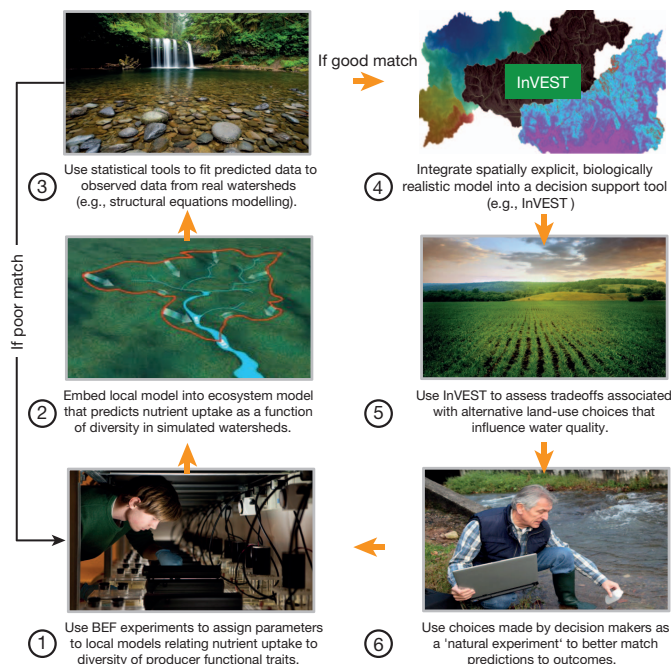 If good match
InVEST
3
Use statistical tools to fit predicted data to
observed data from real watersheds
(e.g., structural equations modelling).
4
Integrate spatially explicit, biologically
realistic model into a decision support tool
(e.g., InVEST )
If poor match
2
Embed local model into ecosystem model
that predicts nutrient uptake as a function
of diversity in simulated watersheds.
5
Use InVEST to assess tradeoffs associated
with alternative land-use choices that
influence water quality.
1
Use BEF experiments to assign parameters
to local models relating nutrient uptake to
diversity of producer functional traits.
6
Use choices made by decision makers as
a 'natural experiment' to better match
predictions to outcomes.